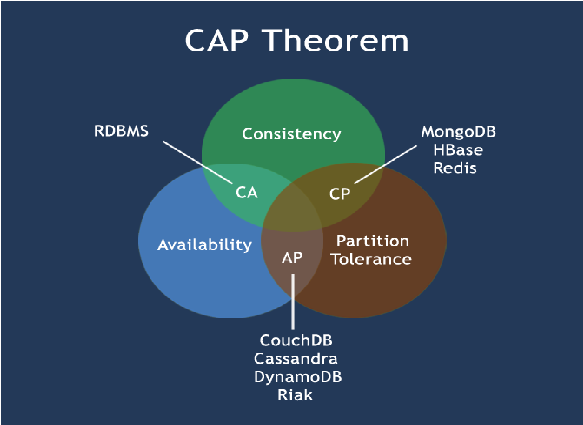 CAP Theorem
RDBMS
Consistency
MongoDB
HBase
Redis
CA
CP
Availability
AP
Partition
Tolerance
CouchDB
Cassandra
DynamoDB
Riak